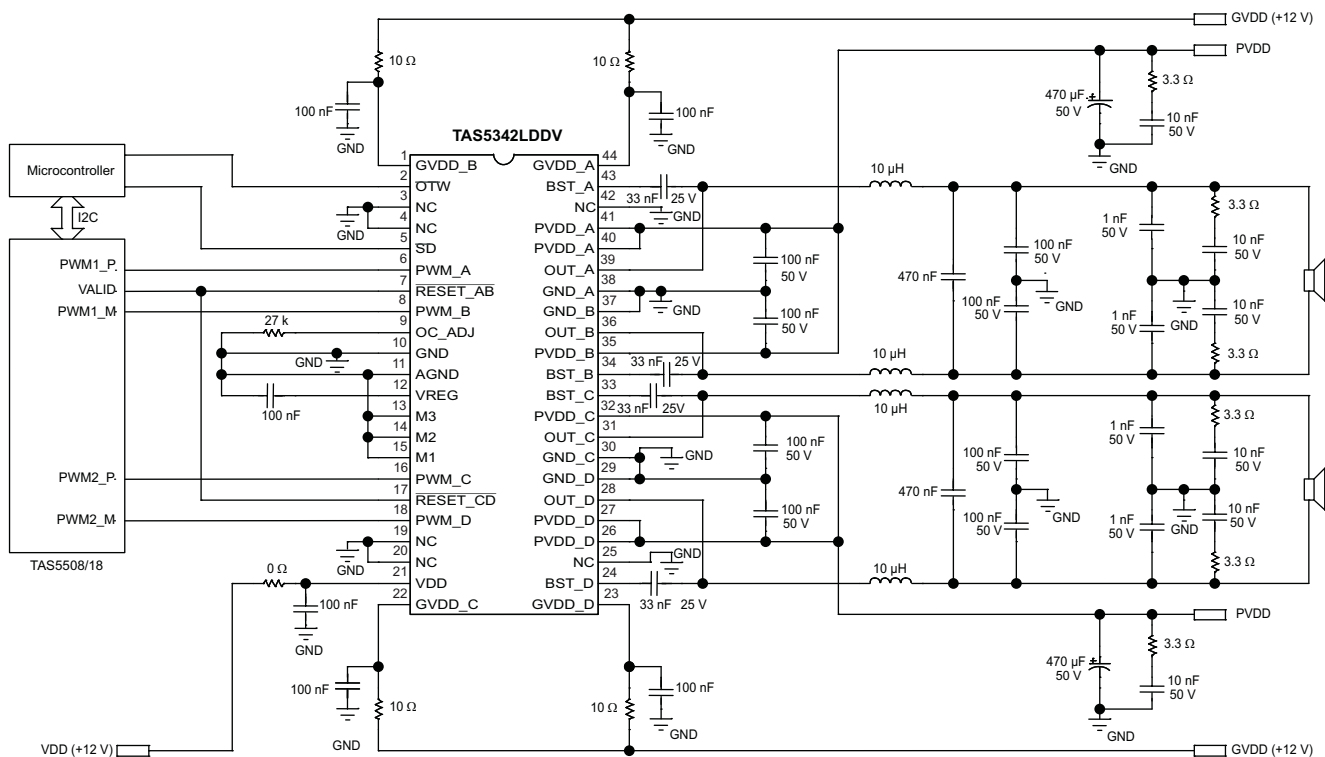 GVDD (+12 V)
PVDD
10 Ω
10 Ω
3.3 Ω
470 µF
50 V
10 nF
50 V
100 nF
GND
100 nF
GND
GND
TAS5342LDDV
Microcontroller
I2C
TAS5508/18
PWM1_P
VALID
PWM1_M
PWM2_P
PWM2_M
1 GVDD_B
2 OTW
3 NC
4 NC
5 SD
6 PWM_A
7 RESET_AB
8 PWM_B
9 OC_ADJ
10 GND
11 AGND
12 VREG
13 M3
14 M2
15 M1
16 PWM_C
17 RESET_CD
18 PWM_D
19 NC
20 NC
21 VDD
22 GVDD_C
GVDD_A 44
BST_A 43
NC 42
PVDD_A 41
PVDD_A 40
OUT_A 39
GND_A 38
GND_B 37
OUT_B 36
PVDD_B 35
BST_B 34
BST_C 33
PVDD_C 32
OUT_C 31
GND_C 30
GND_D 29
OUT_D 28
PVDD_D 27
PVDD_D 26
NC 25
BST_D 24
GVDD_D 23
GND
27 k
GND
100 nF
GND
0 Ω
100 nF
GND
33 nF 25 V
GND
100 nF
50 V
GND
100 nF
50 V
33 nF 25 V
33 nF 25V
GND
100 nF
50 V
100 nF
50 V
GND
33 nF 25 V
10 µH
10 µH
10 µH
10 µH
470 nF
100 nF
50 V
GND
100 nF
50 V
1 nF
50 V
3.3 Ω
10 nF
50 V
GND
1 nF
50 V
10 nF
50 V
3.3 Ω
470 nF
100 nF
50 V
GND
100 nF
50 V
1 nF
50 V
3.3 Ω
10 nF
50 V
GND
1 nF
50 V
10 nF
50 V
3.3 Ω
PVDD
3.3 Ω
470 µF
50 V
10 nF
50 V
GND
100 nF
10 Ω
GND
10 Ω
100 nF
GND
VDD (+12 V)
GVDD (+12 V)